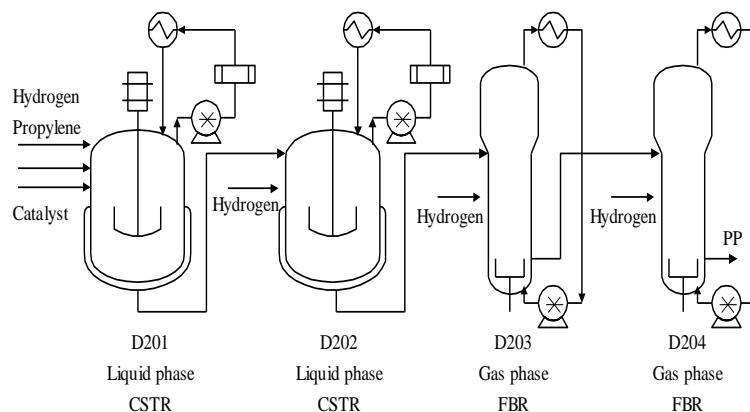 Hydrogen
Propylene
Catalyst
Hydrogen
Hydrogen
Hydrogen
PP
D201
Liquid phase
CSTR
D202
Liquid phase
CSTR
D203
Gas phase
FBR
D204
Gas phase
FBR